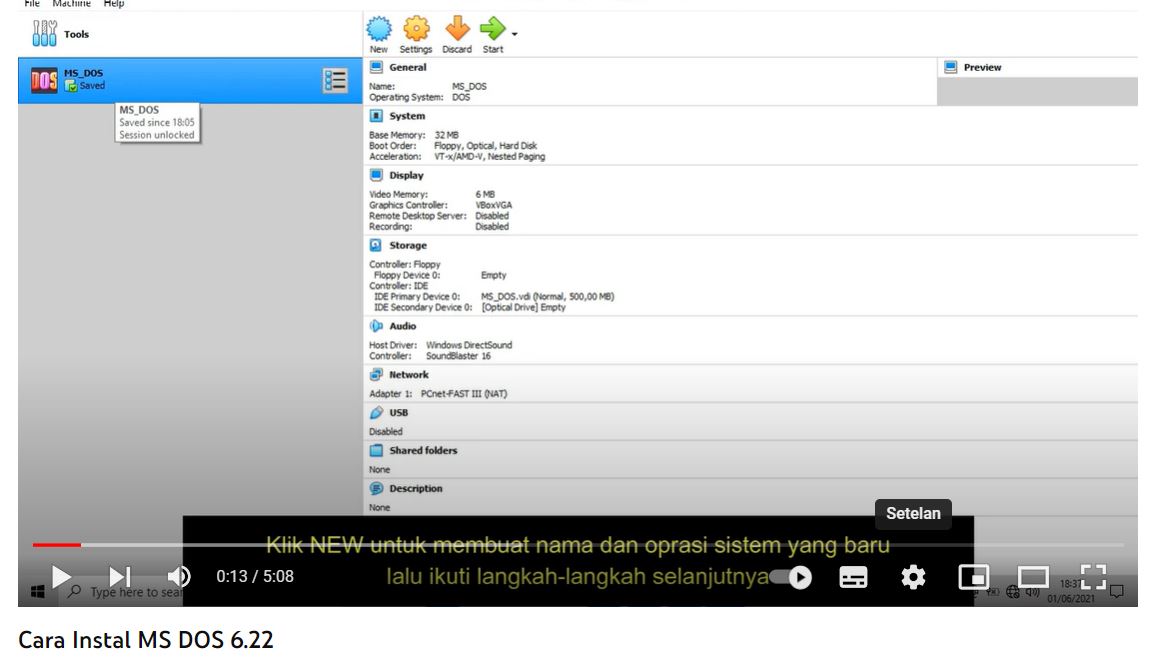 File Machine Help
Tools
New Settings Discard Start
MS_DOS
Saved
MS_DOS
Saved since 18:05
Session unlocked
General
Name: MS_DOS
Operating System: DOS
Preview
System
Base Memory: 32 MB
Boot Order: Floppy, Optical, Hard Disk
Acceleration: VT-x/AMD-V, Nested Paging
Display
Video Memory: 6 MB
Graphics Controller: VBoxVGA
Remote Desktop Server: Disabled
Recording: Disabled
Storage
Controller: Floppy
Floppy Device 0: Empty
Controller: IDE
IDE Primary Device 0: MS_DOS.vdi (Normal, 500,00 MB)
IDE Secondary Device 0: [Optical Drive] Empty
Audio
Host Driver: Windows DirectSound
Controller: SoundBlaster 16
Network
Adapter 1: PCnet-FAST III (NAT)
USB
Disabled
Shared folders
None
Description
None
Setelan
Klik NEW untuk membuat nama dan oprasi sistem yang baru
lalu ikuti langkah-langkah selanjutnya
0:13 / 5:08
Type here to
01/06/2021
Cara Instal MS DOS 6.22